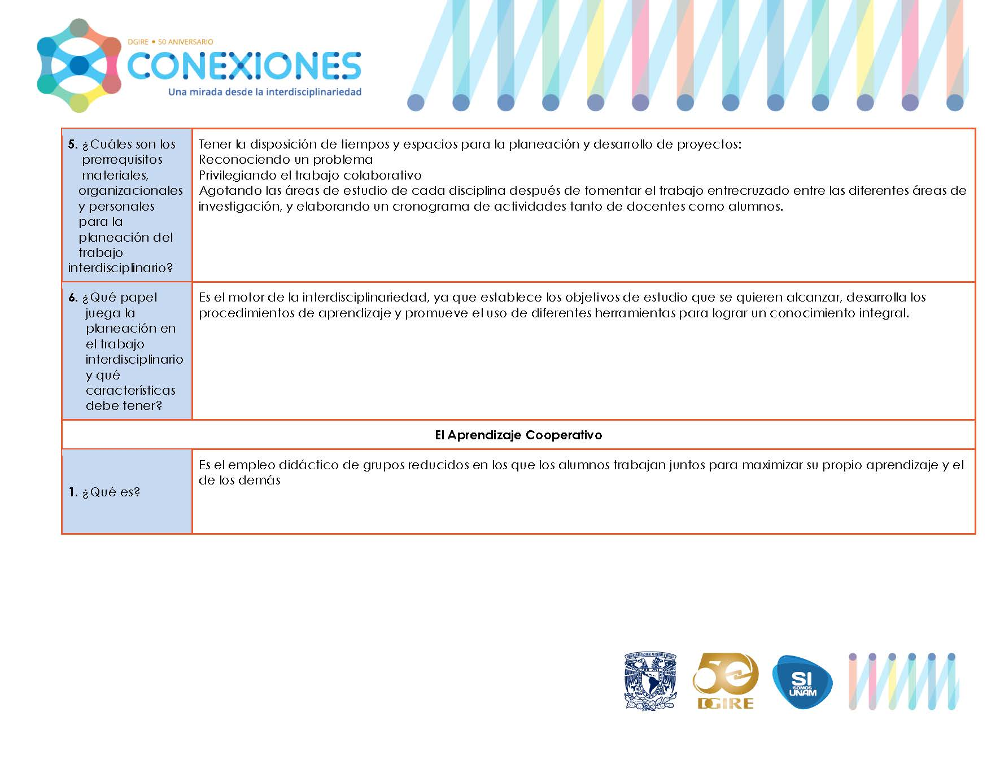 DGIRE • 50 ANIVERSARIO
CONEXIONES
Una mirada desde la interdisciplinariedad
5. ¿Cuáles son los
prerrequisitos
materiales,
organizacionales
y personales
para la
planeación del
trabajo
interdisciplinario?
Tener la disposición de tiempos y espacios para la planeación y desarrollo de proyectos:
Reconociendo un problema
Privilegiando el trabajo colaborativo
Agotando las áreas de estudio de cada disciplina después de fomentar el trabajo entrecruzado entre las diferentes áreas de
investigación, y elaborando un cronograma de actividades tanto de docentes como alumnos.
6. ¿Qué papel
juega la
planeación en
el trabajo
interdisciplinario
y qué
características
debe tener?
Es el motor de la interdisciplinariedad, ya que establece los objetivos de estudio que se quieren alcanzar, desarrolla los
procedimientos de aprendizaje y promueve el uso de diferentes herramientas para lograr un conocimiento integral.
El Aprendizaje Cooperativo
1. ¿Qué es?
Es el empleo didáctico de grupos reducidos en los que los alumnos trabajan juntos para maximizar su propio aprendizaje y el
de los demás
50
DGIRE
SI
SOMOS
UNAM